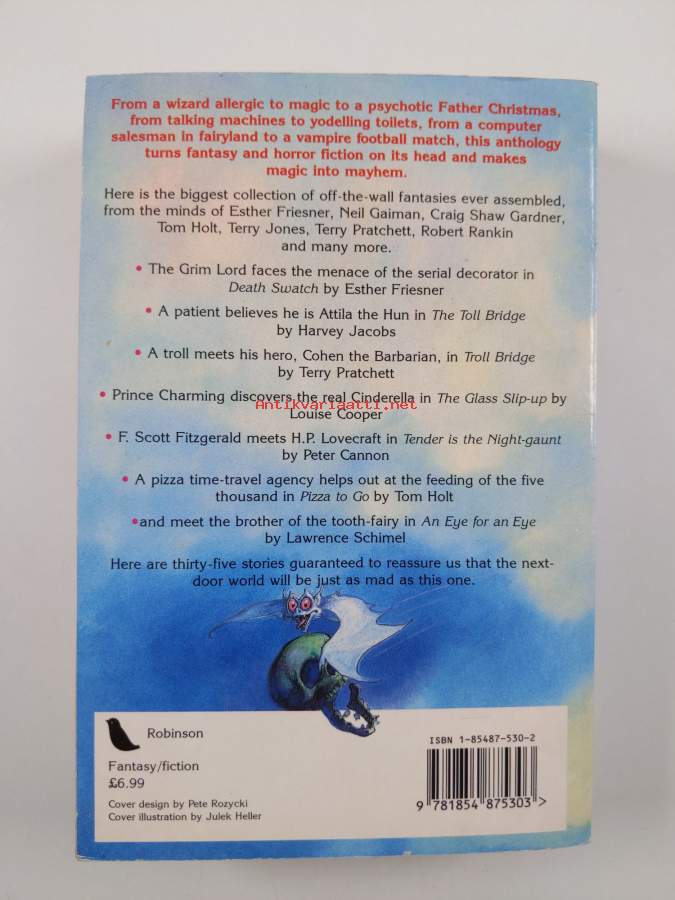 From a wizard allergic to magic to a psychotic Father Christmas,
from talking machines to yodelling toilets, from a computer
salesman in fairyland to a vampire football match, this anthology
turns fantasy and horror fiction on its head and makes
magic into mayhem.
Here is the biggest collection of off-the-wall fantasies ever assembled,
from the minds of Esther Friesner, Neil Gaiman, Craig Shaw Gardner,
Tom Holt, Terry Jones, Terry Pratchett, Robert Rankin
and many more.
• The Grim Lord faces the menace of the serial decorator in
Death Swatch by Esther Friesner
• A patient believes he is Attila the Hun in The Toll Bridge
by Harvey Jacobs
• A troll meets his hero, Cohen the Barbarian, in Troll Bridge
by Terry Pratchett
• Prince Charming discovers the real Cinderella in The Glass Slip-up by
Antikvariaatti.net
Louise Cooper
• F. Scott Fitzgerald meets H.P. Lovecraft in Tender is the Night-gaunt
by Peter Cannon
• A pizza time-travel agency helps out at the feeding of the five
thousand in Pizza to Go by Tom Holt
•and meet the brother of the tooth-fairy in An Eye for an Eye
by Lawrence Schimel
Here are thirty-five stories guaranteed to reassure us that the next-
door world will be just as mad as this one.
Robinson
Fantasy/fiction
£6.99
Cover design by Pete Rozycki
Cover illustration by Julek Heller
ISBN 1-85487-530-2
9 781854 875303 >